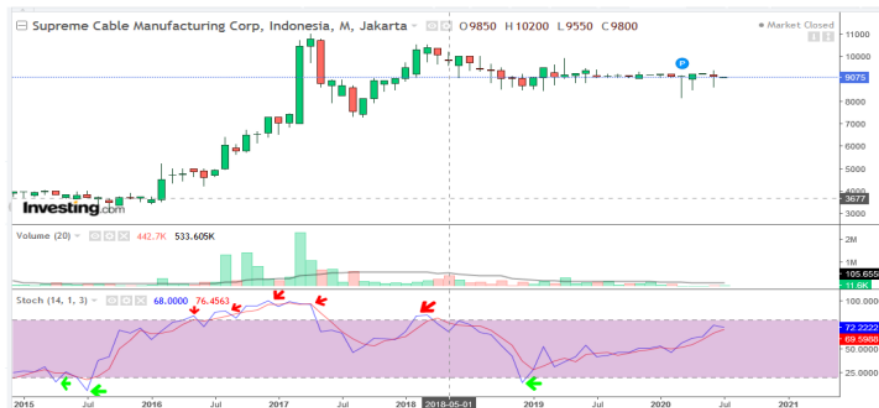 Supreme Cable Manufacturing Corp, Indonesia, M, Jakarta O9850 H10200 L9550 C9800
Market Closed
11000
10000
9075
8000
7000
6000
5000
4000
3677
3000
P
Investing.com
Volume (20) 442.7K 533.605K
2M
1M
105.655
11.6K
Stoch (14, 1, 3) 68.0000 76.4563
100.000
72.2222
69.5988
50.0000
25.0000
2015 Jul 2016 Jul 2017 Jul 2018 2018-05-01 2019 Jul 2020 Jul 2021